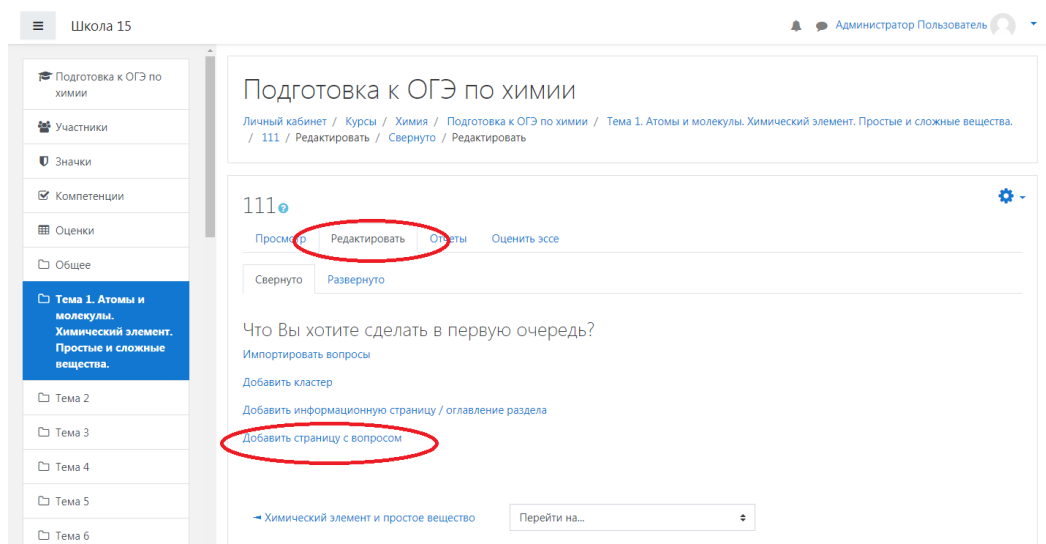 Школа 15
Администратор Пользователь
Подготовка к ОГЭ по
химии
Участники
Значки
Компетенции
Оценки
Общее
Тема 1. Атомы и
молекулы.
Химический элемент.
Простые и сложные
вещества.
Тема 2
Тема 3
Тема 4
Тема 5
Тема 6
Подготовка к ОГЭ по химии
Личный кабинет / Курсы / Химия / Подготовка к ОГЭ по химии / Тема 1. Атомы и молекулы. Химический элемент. Простые и сложные вещества.
/ 111 / Редактировать / Свернуто / Редактировать
111
Просмотр Редактировать Отчеты Оценить эссе
Свернуто Развернуто
Что Вы хотите сделать в первую очередь?
Импортировать вопросы
Добавить кластер
Добавить информационную страницу / оглавление раздела
Добавить страницу с вопросом
◄ Химический элемент и простое вещество Перейти на...